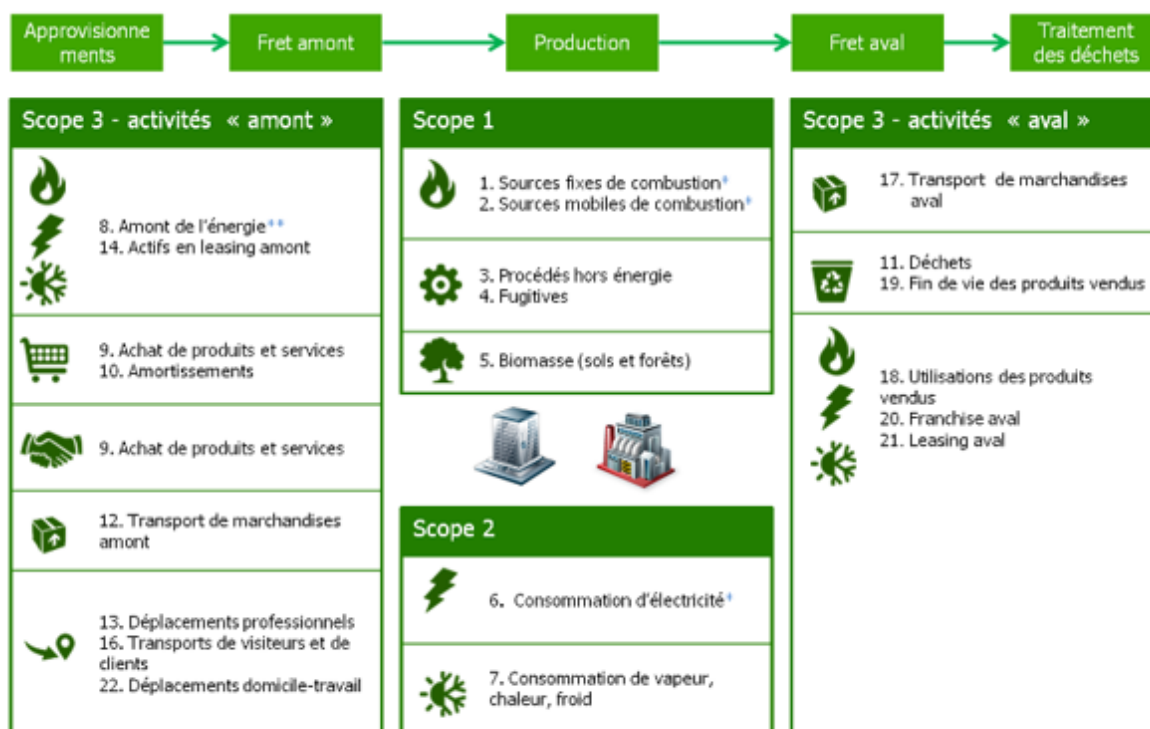 Approvisionne
ments
Fret amont
Production
Fret aval
Traitement
des déchets
Scope 3 - activités « amont »
8. Amont de l'énergie**
14. Actifs en leasing amont
9. Achat de produits et services
10. Amortissements
9. Achat de produits et services
12. Transport de marchandises
amont
13. Déplacements professionnels
16. Transports de visiteurs et de
clients
22. Déplacements domicile-travail
Scope 1
1. Sources fixes de combustion*
2. Sources mobiles de combustion*
3. Procédés hors énergie
4. Fugitives
5. Biomasse (sols et forêts)
Scope 2
6. Consommation d'électricité*
7. Consommation de vapeur,
chaleur, froid
Scope 3 - activités « aval »
17. Transport de marchandises
aval
11. Déchets
19. Fin de vie des produits vendus
18. Utilisations des produits
vendus
20. Franchise aval
21. Leasing aval